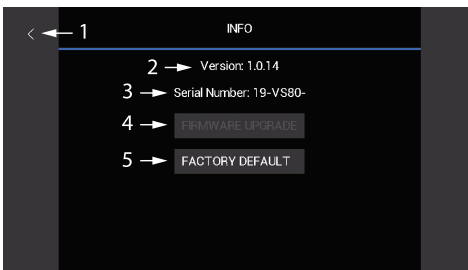 < 1 INFO
2 Version: 1.0.14
3 Serial Number: 19-VS80-
4 FIRMWARE UPGRADE
5 FACTORY DEFAULT